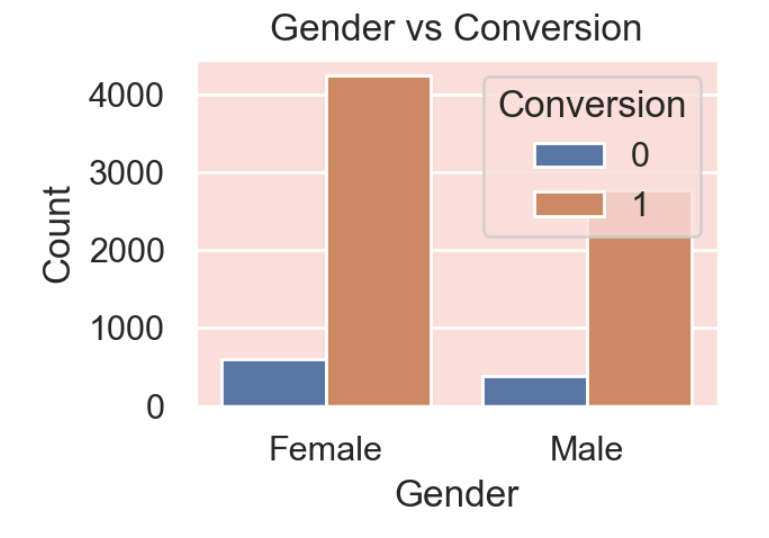 Gender vs Conversion
Conversion
0
1
4000
3000
2000
1000
0
Count
Female
Male
Gender